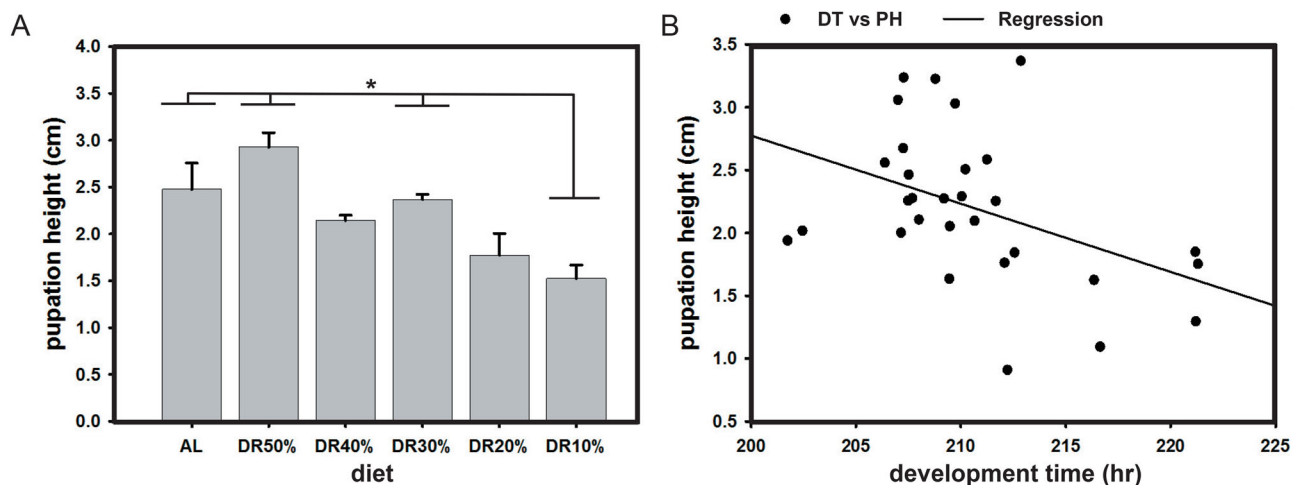 A
4.0
3.5
3.0
2.5
2.0
1.5
1.0
0.5
0.0
pupation height (cm)
*
AL DR50% DR40% DR30% DR20% DR10%
diet
B
DT vs PH Regression
3.5
3.0
2.5
2.0
1.5
1.0
0.5
pupation height (cm)
200 205 210 215 220 225
development time (hr)